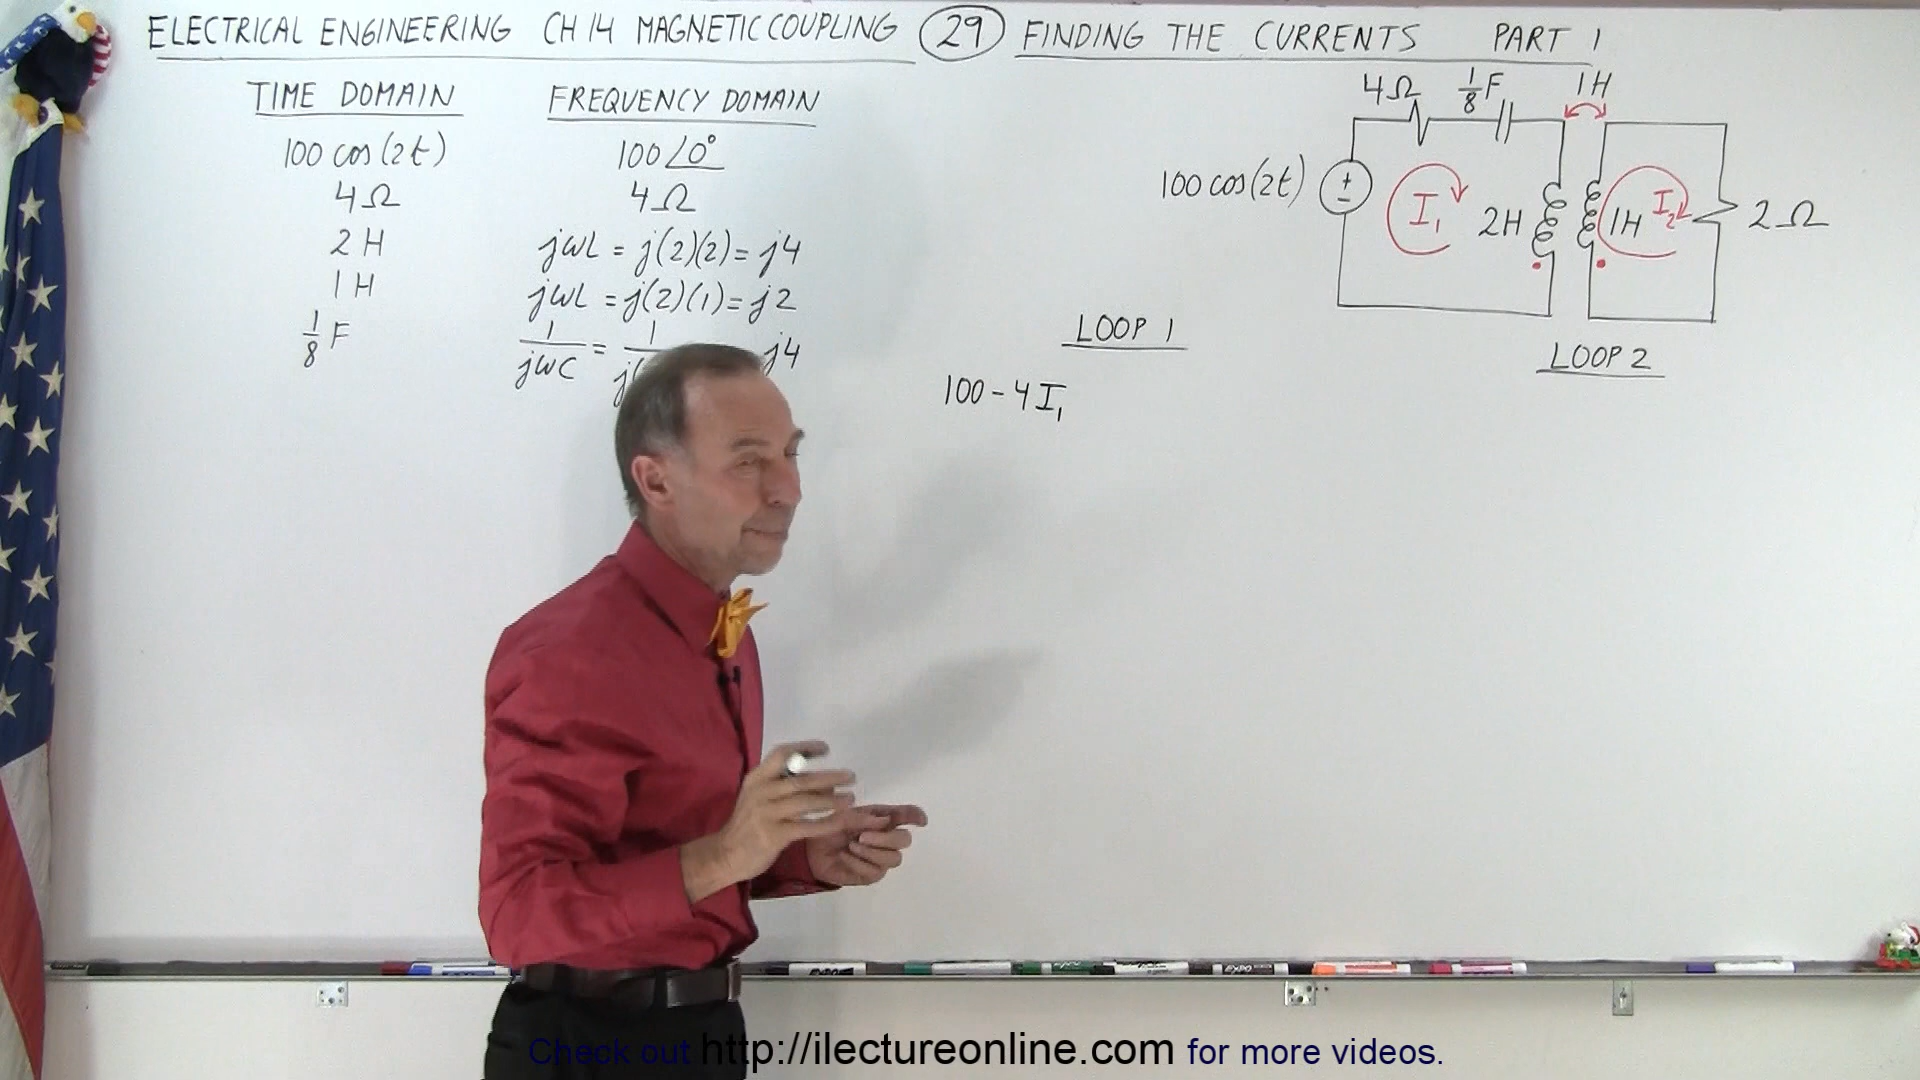 ELECTRICAL ENGINEERING CH 14 MAGNETIC COUPLING 29 FINDING THE CURRENTS PART 1
TIME DOMAIN
100 cos(2t)
4Ω
2 H
1 H
1/8 F
FREQUENCY DOMAIN
100∠0°
4Ω
jωL = j(2)(2) = j4
jωL = j(2)(1) = j2
1/jωC = 1/j( j4
4Ω 1/8 F 1H
100 cos(2t) + − I₁ 2H 1H I₂ 2Ω
LOOP 1
100 - 4 I₁
LOOP 2
EXPO
Check out http://ilectureonline.com for more videos.